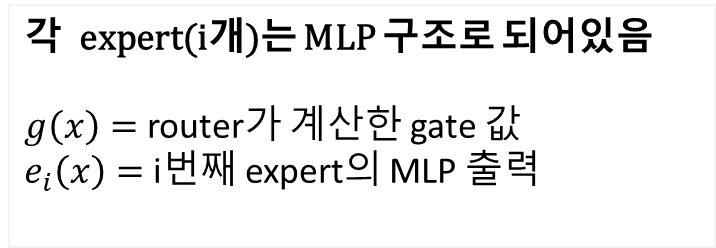 각 expert(i개)는 MLP 구조로 되어있음
g(x) = router가 계산한 gate 값
eᵢ(x) = i번째 expert의 MLP 출력